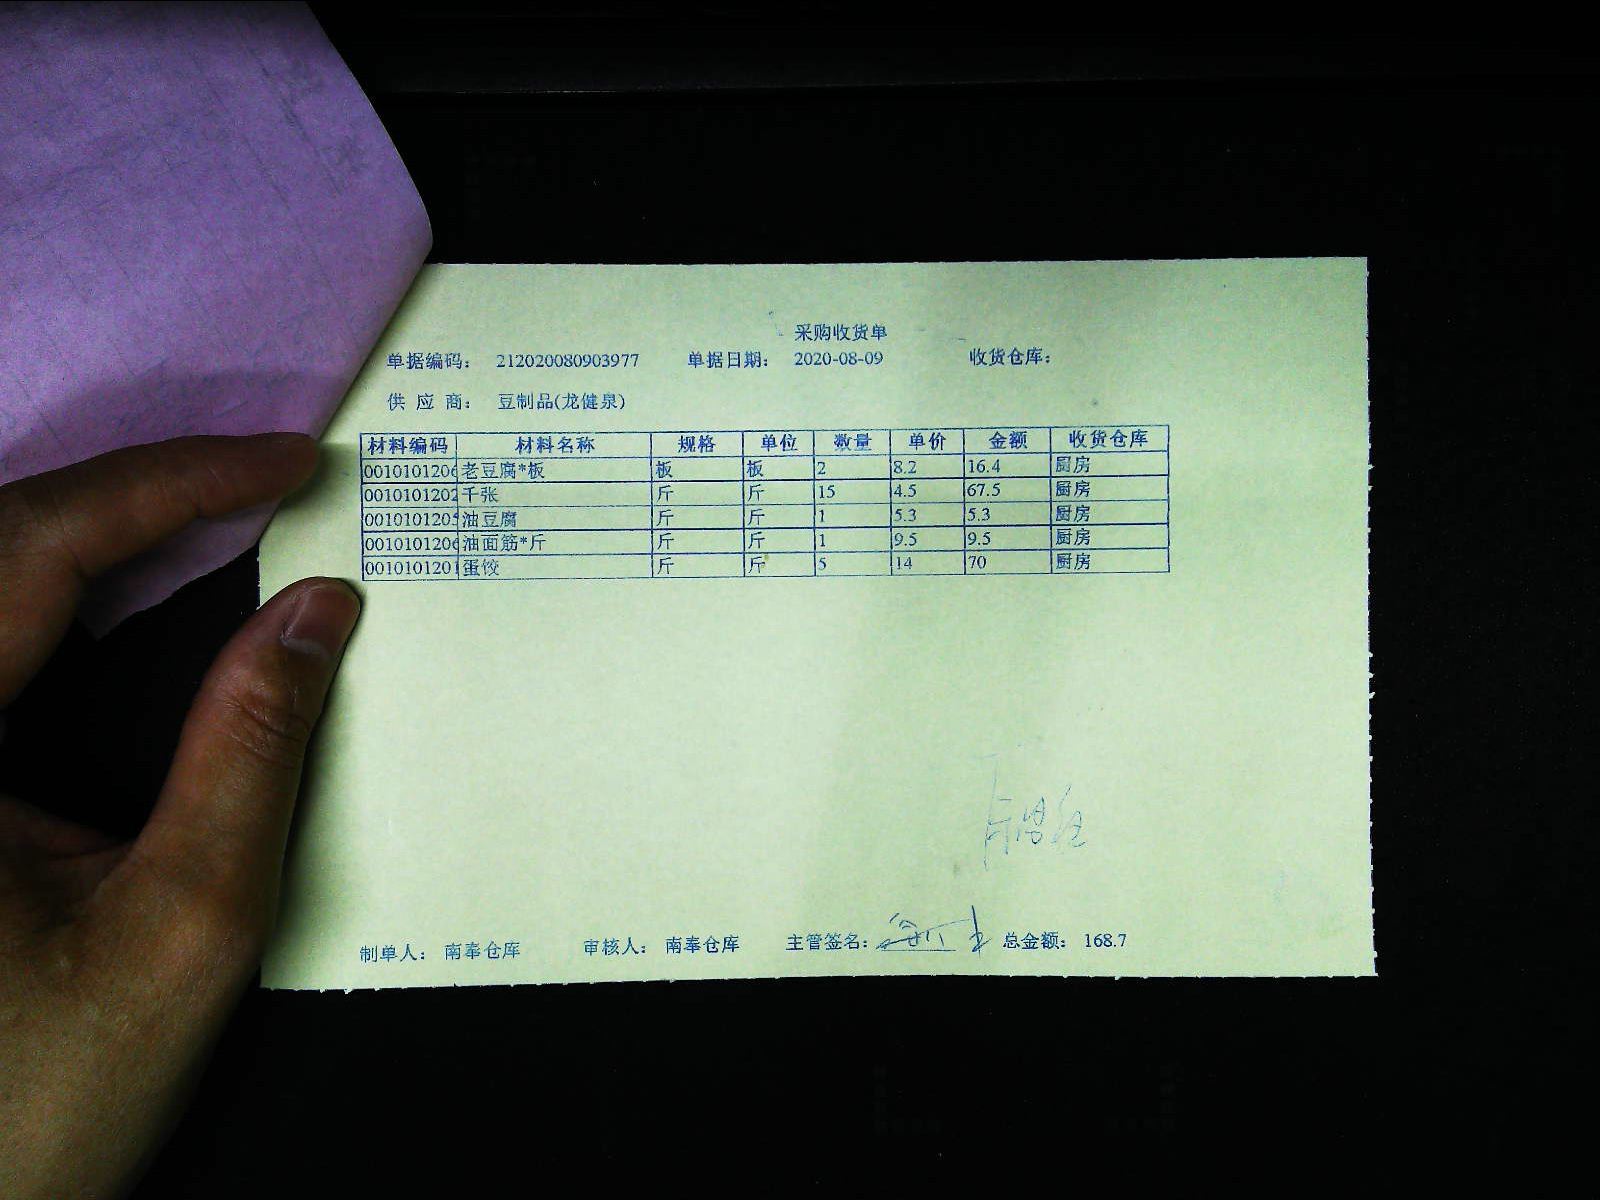 采购收货单
单据编码： 212020080903977 单据日期： 2020-08-09 收货仓库：
供 应 商： 豆制品(龙健泉)
材料编码 材料名称 规格 单位 数量 单价 金额 收货仓库
0010101206 老豆腐*板 板 板 2 8.2 16.4 厨房
0010101202 千张 斤 斤 15 4.5 67.5 厨房
0010101205 油豆腐 斤 斤 1 5.3 5.3 厨房
0010101206 油面筋*斤 斤 斤 1 9.5 9.5 厨房
0010101201 蛋饺 斤 斤 5 14 70 厨房
制单人： 南奉仓库 审核人： 南奉仓库 主管签名： 总金额： 168.7